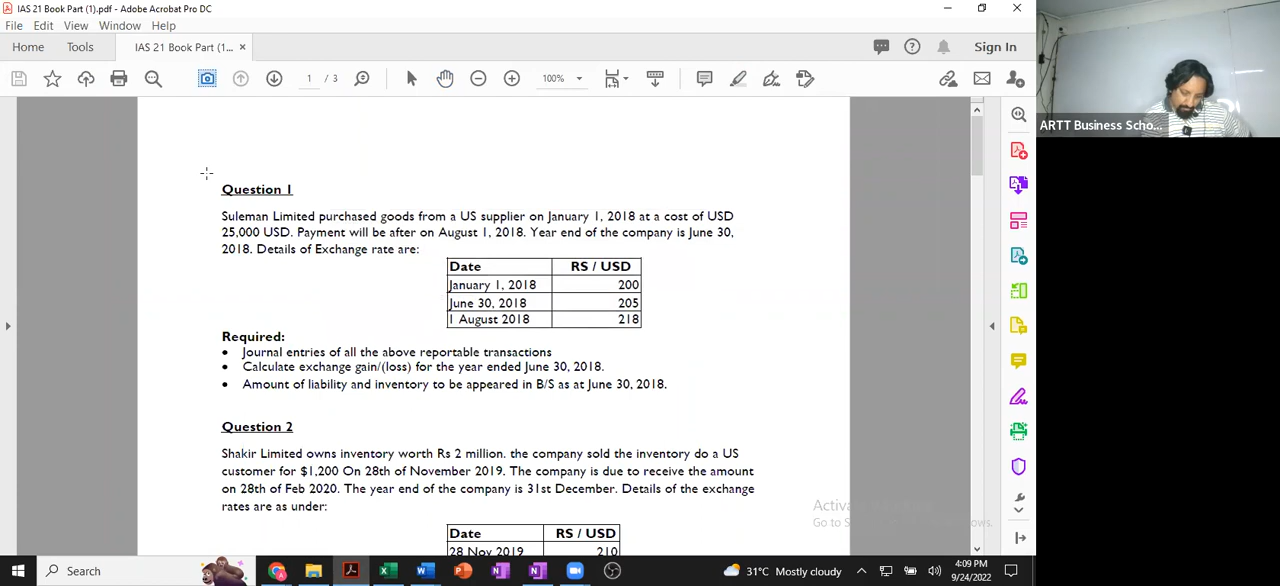 IAS 21 Book Part (1).pdf - Adobe Acrobat Pro DC
File Edit View Window Help
Home Tools IAS 21 Book Part (1... × Sign In
1 / 3 100%
ARTT Business Scho...
Question 1
Suleman Limited purchased goods from a US supplier on January 1, 2018 at a cost of USD
25,000 USD. Payment will be after on August 1, 2018. Year end of the company is June 30,
2018. Details of Exchange rate are:
Date RS / USD
January 1, 2018 200
June 30, 2018 205
1 August 2018 218
Required:
• Journal entries of all the above reportable transactions
• Calculate exchange gain/(loss) for the year ended June 30, 2018.
• Amount of liability and inventory to be appeared in B/S as at June 30, 2018.
Question 2
Shakir Limited owns inventory worth Rs 2 million. the company sold the inventory do a US
customer for $1,200 On 28th of November 2019. The company is due to receive the amount
on 28th of Feb 2020. The year end of the company is 31st December. Details of the exchange
rates are as under:
Date RS / USD
28 Nov 2019 210
Go to
Search
31°C Mostly cloudy
4:09 PM
9/24/2022